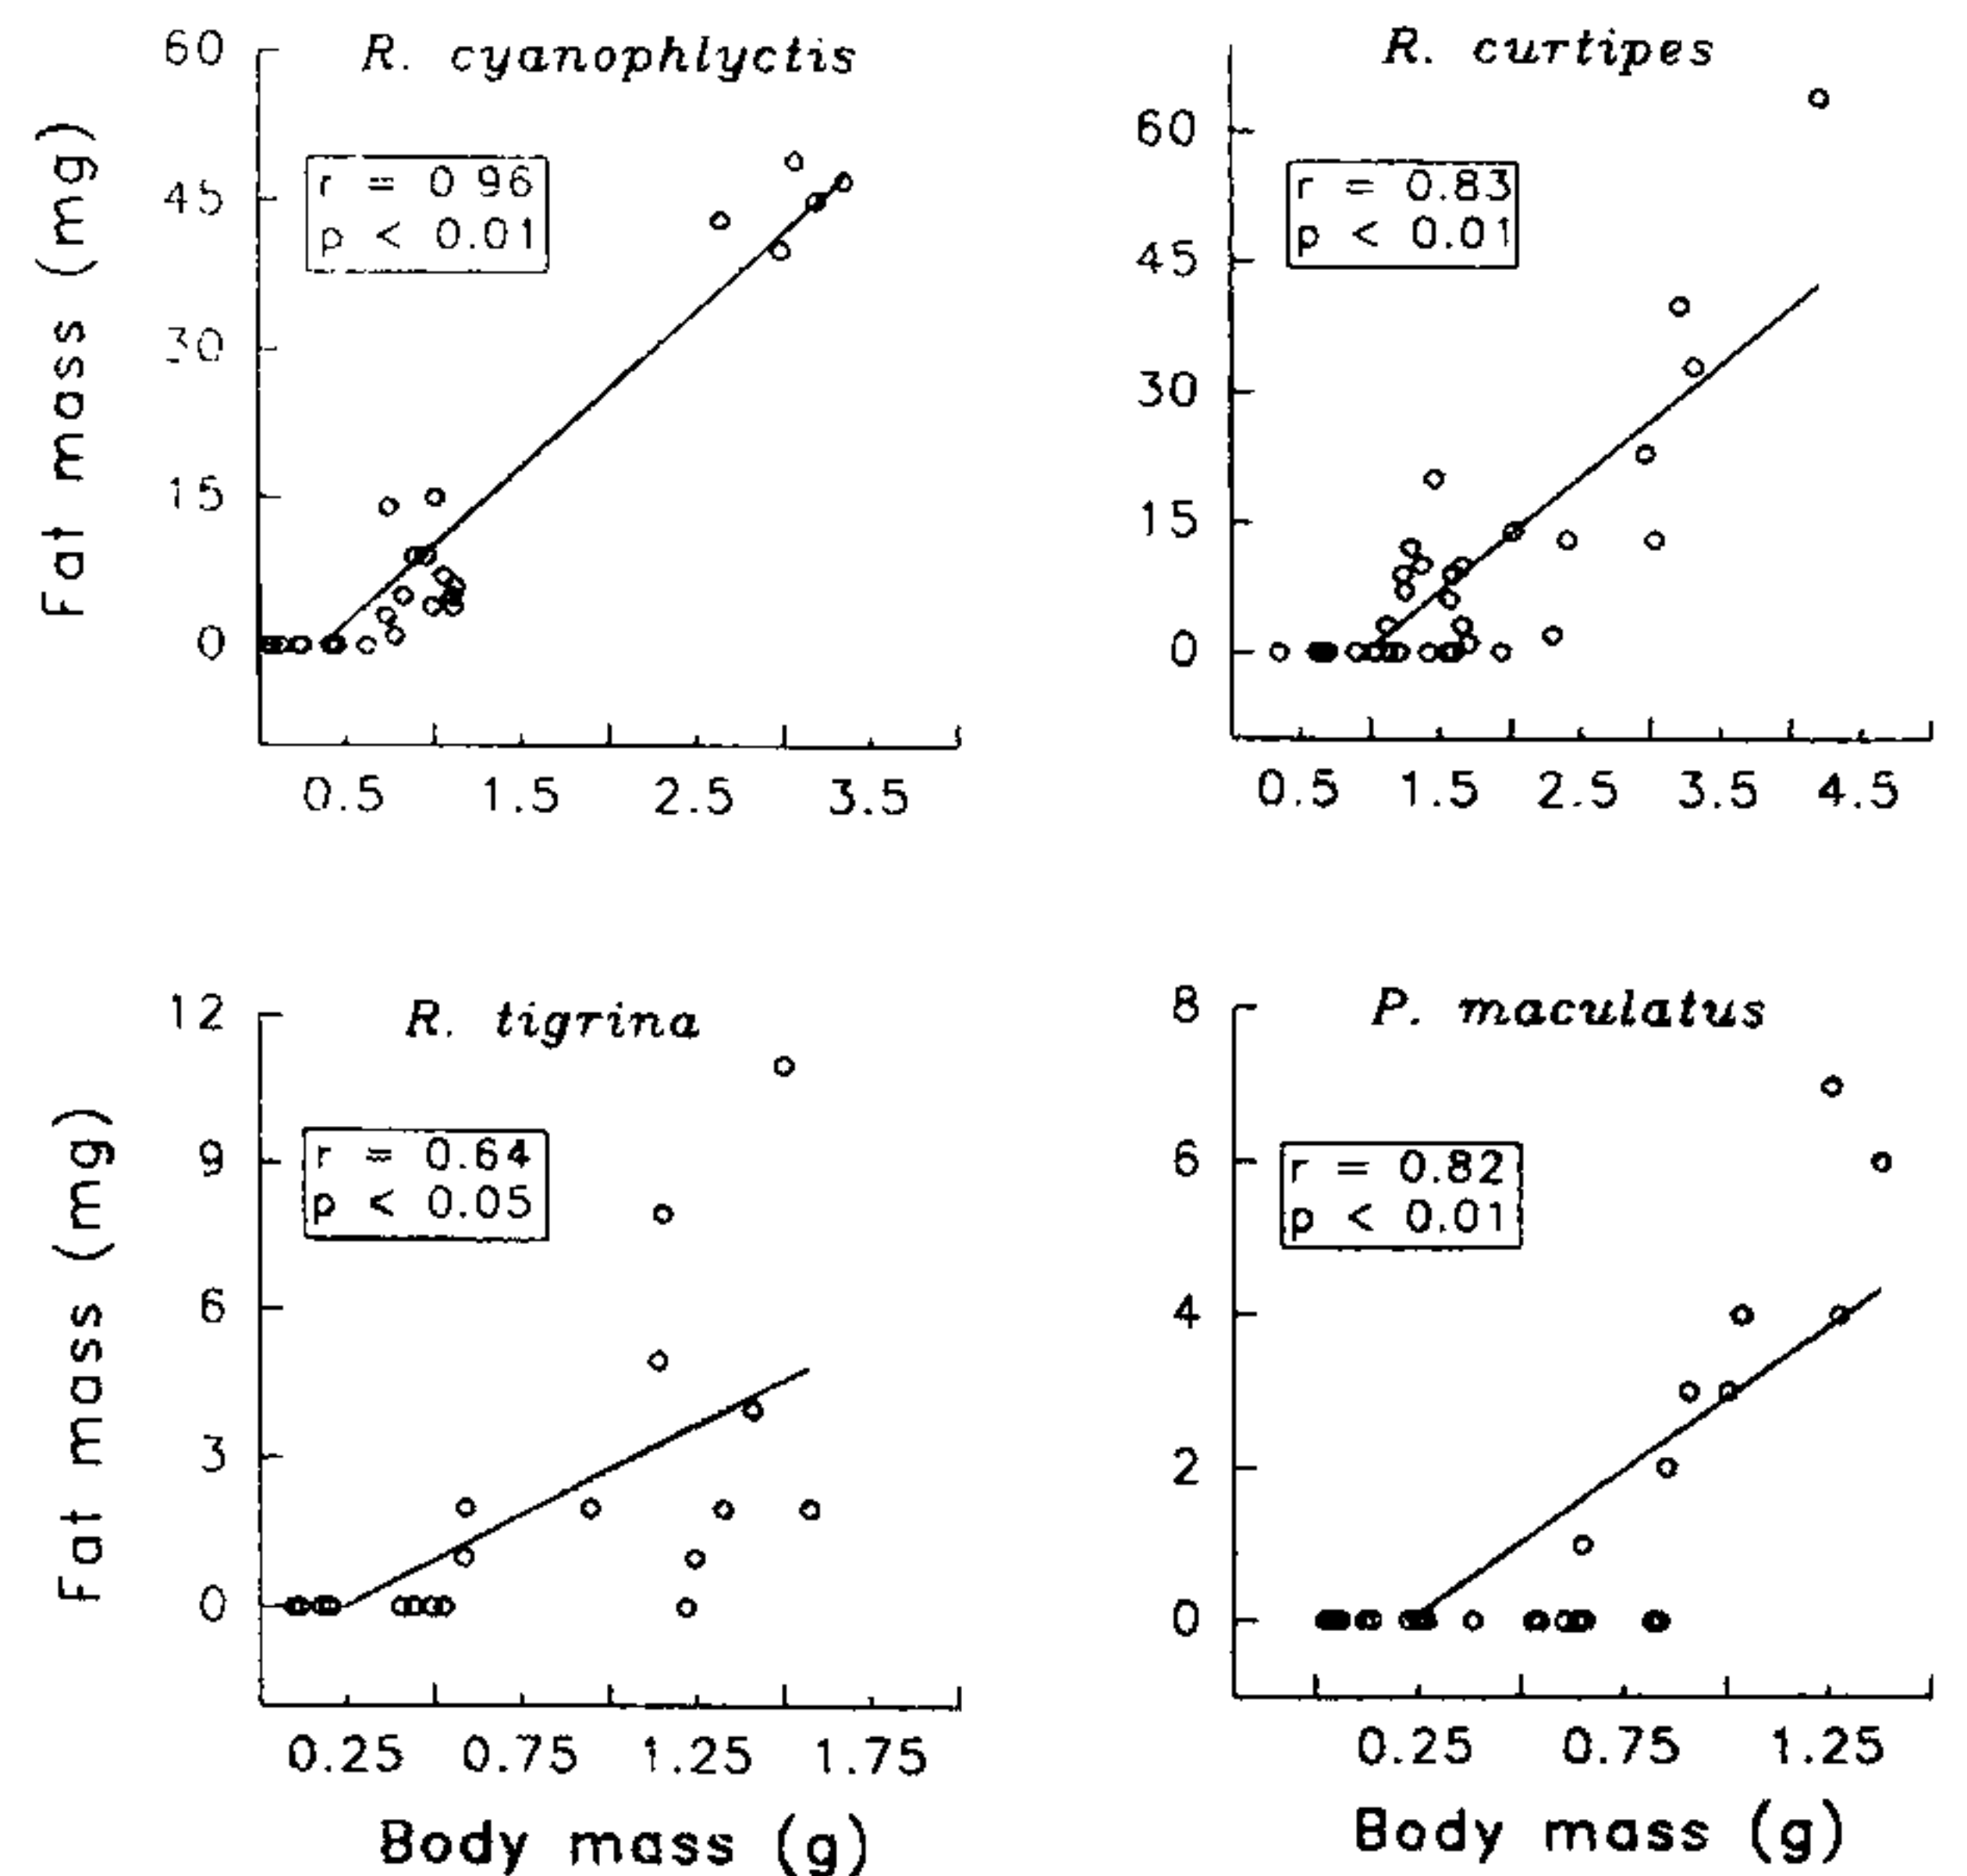 R. cyanophlyctis
Fat mass (mg)
60
45
30
15
0
r = 0 96
p < 0.01
0.5 1.5 2.5 3.5
R. curtipes
60
45
30
15
0
r = 0.83
p < 0.01
0.5 1.5 2.5 3.5 4.5
R. tigrina
Fat mass (mg)
12
9
6
3
0
r = 0.64
p < 0.05
0.25 0.75 1.25 1.75
Body mass (g)
P. maculatus
8
6
4
2
0
r = 0.82
p < 0.01
0.25 0.75 1.25
Body mass (g)